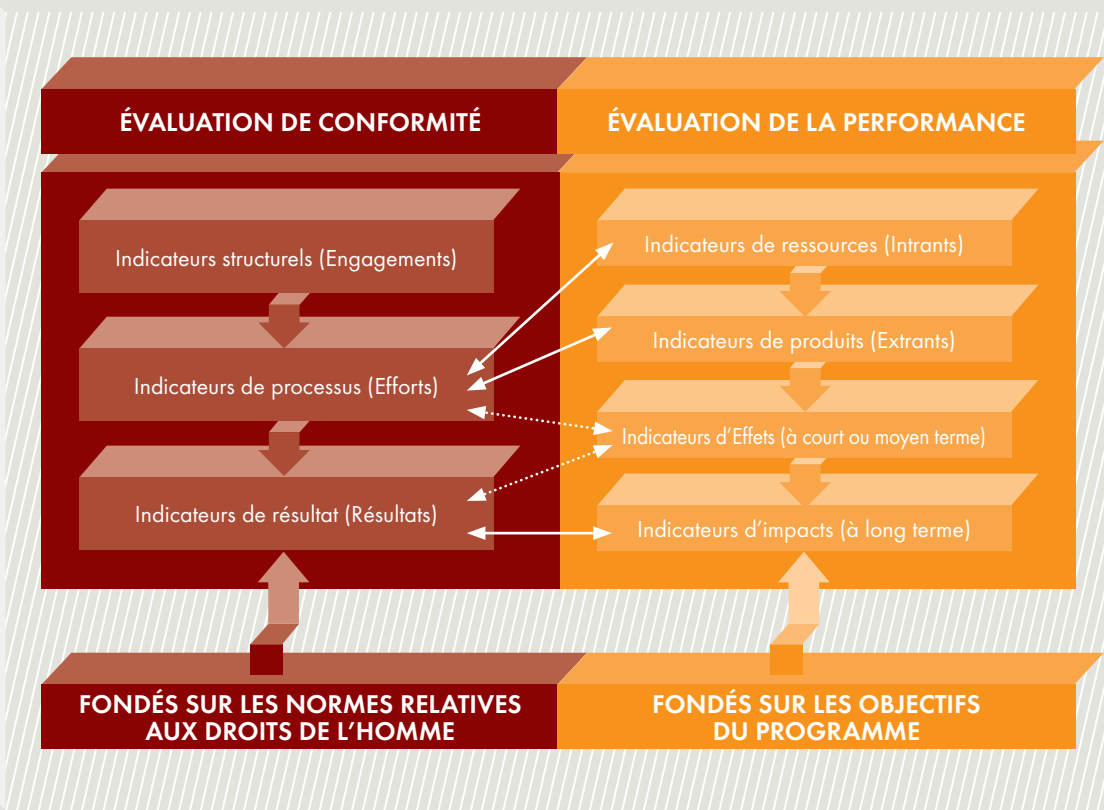 ÉVALUATION DE CONFORMITÉ
Indicateurs structurels (Engagements)
Indicateurs de processus (Efforts)
Indicateurs de résultat (Résultats)
FONDÉS SUR LES NORMES RELATIVES
AUX DROITS DE L’HOMME
ÉVALUATION DE LA PERFORMANCE
Indicateurs de ressources (Intrants)
Indicateurs de produits (Extrants)
Indicateurs d’Effets (à court ou moyen terme)
Indicateurs d’impacts (à long terme)
FONDÉS SUR LES OBJECTIFS
DU PROGRAMME